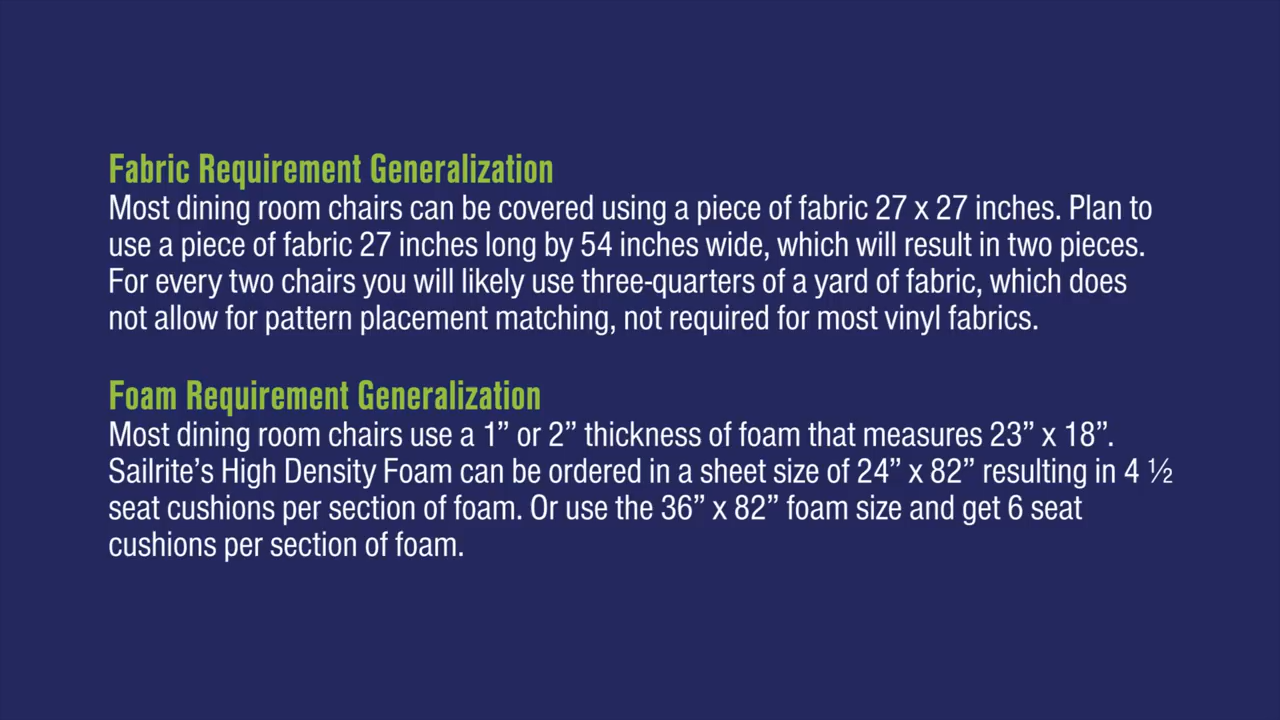 Fabric Requirement Generalization
Most dining room chairs can be covered using a piece of fabric 27 x 27 inches. Plan to
use a piece of fabric 27 inches long by 54 inches wide, which will result in two pieces.
For every two chairs you will likely use three-quarters of a yard of fabric, which does
not allow for pattern placement matching, not required for most vinyl fabrics.
Foam Requirement Generalization
Most dining room chairs use a 1” or 2” thickness of foam that measures 23” x 18”.
Sailrite’s High Density Foam can be ordered in a sheet size of 24” x 82” resulting in 4 ½
seat cushions per section of foam. Or use the 36” x 82” foam size and get 6 seat
cushions per section of foam.